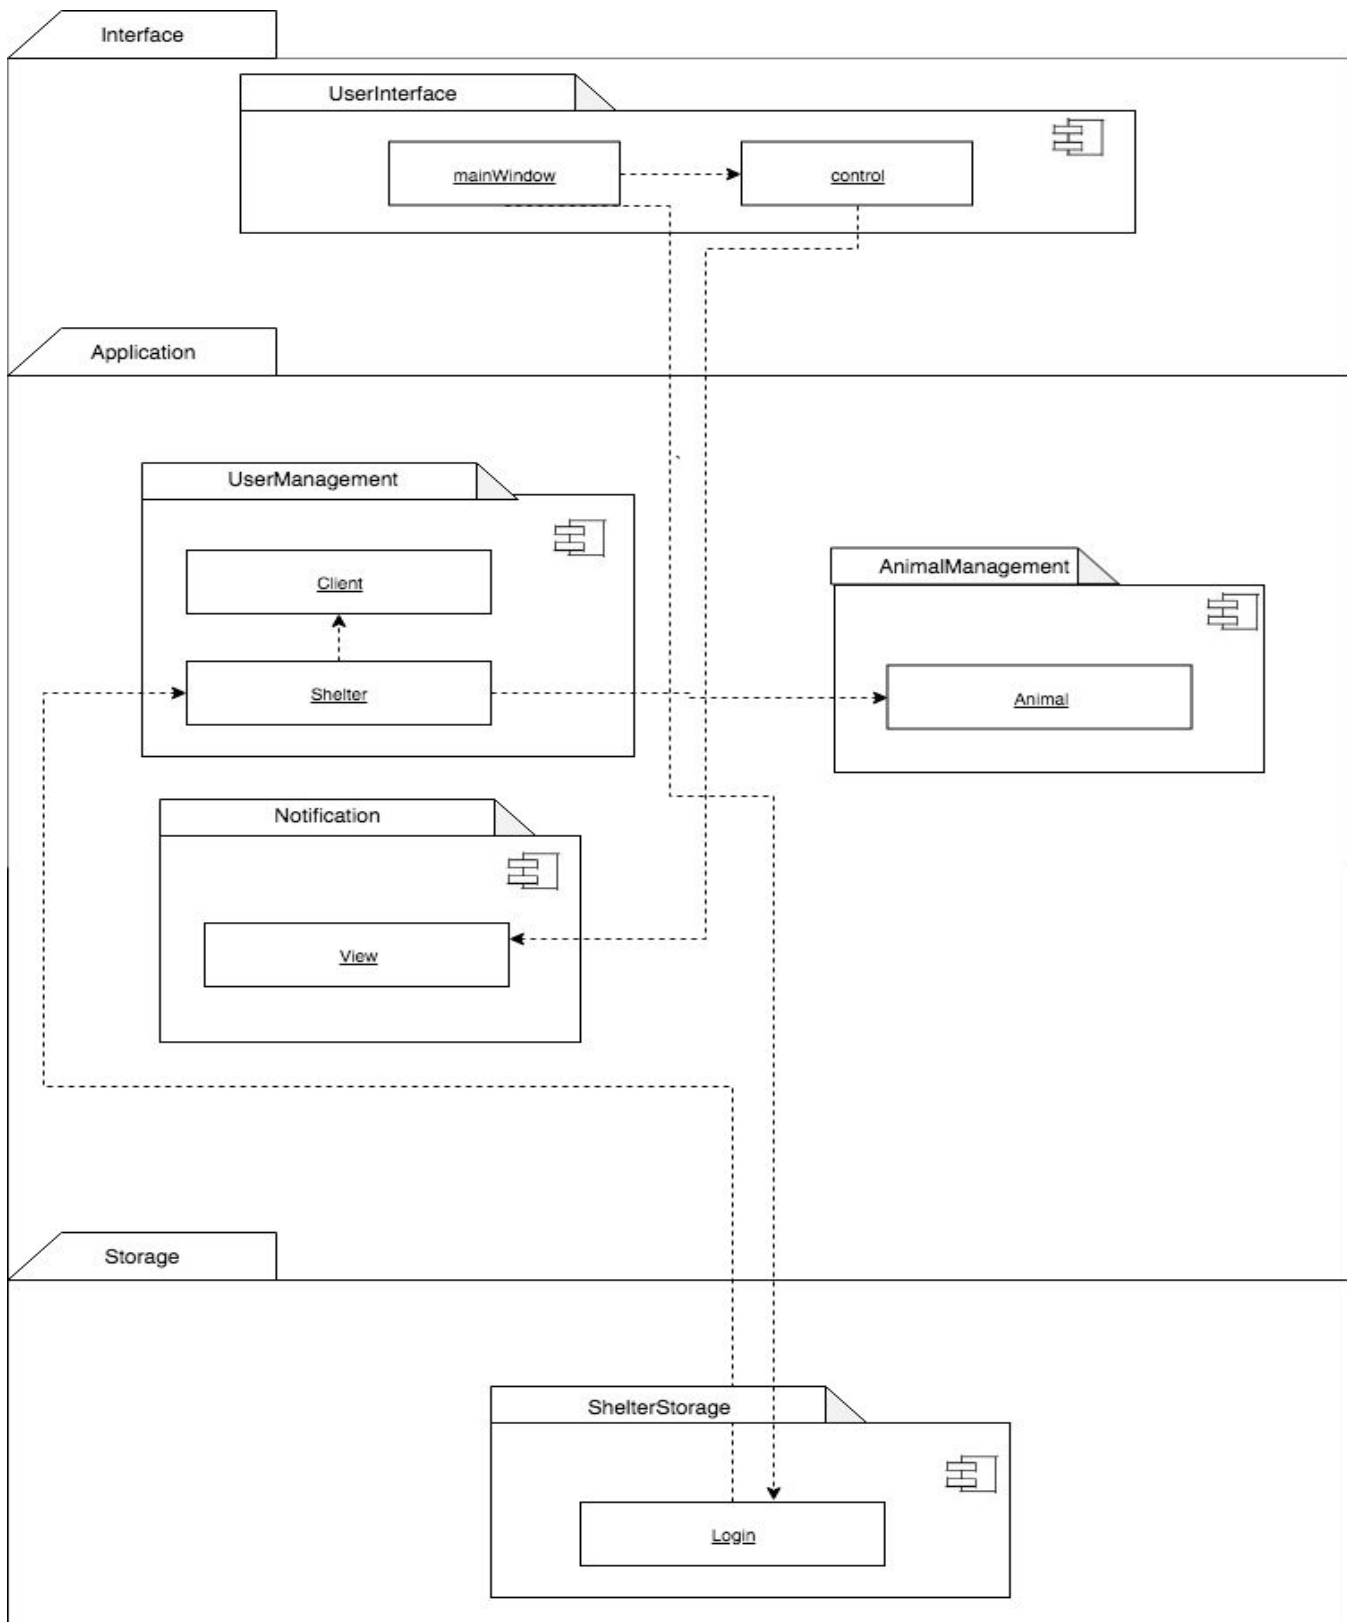 Interface
UserInterface
mainWindow
control
Application
UserManagement
Client
Shelter
AnimalManagement
Animal
Notification
View
Storage
ShelterStorage
Login